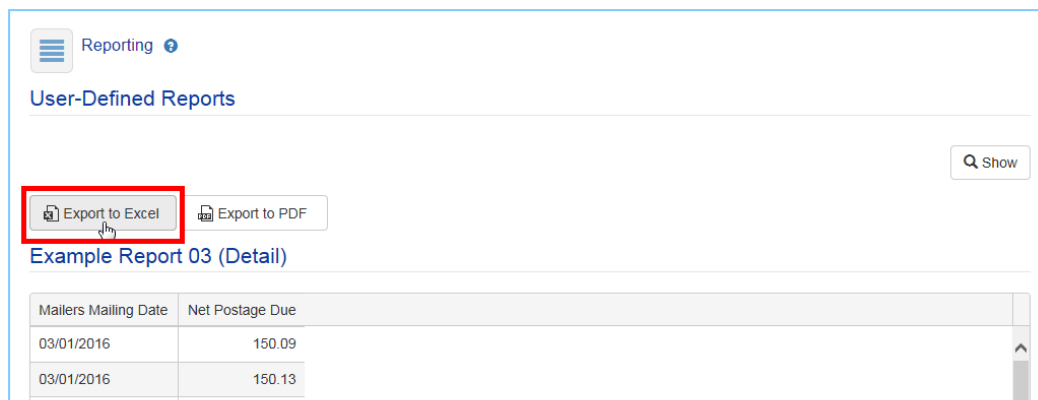 Reporting
User-Defined Reports
Show
Export to Excel Export to PDF
Example Report 03 (Detail)
Mailers Mailing Date Net Postage Due
03/01/2016 150.09
03/01/2016 150.13